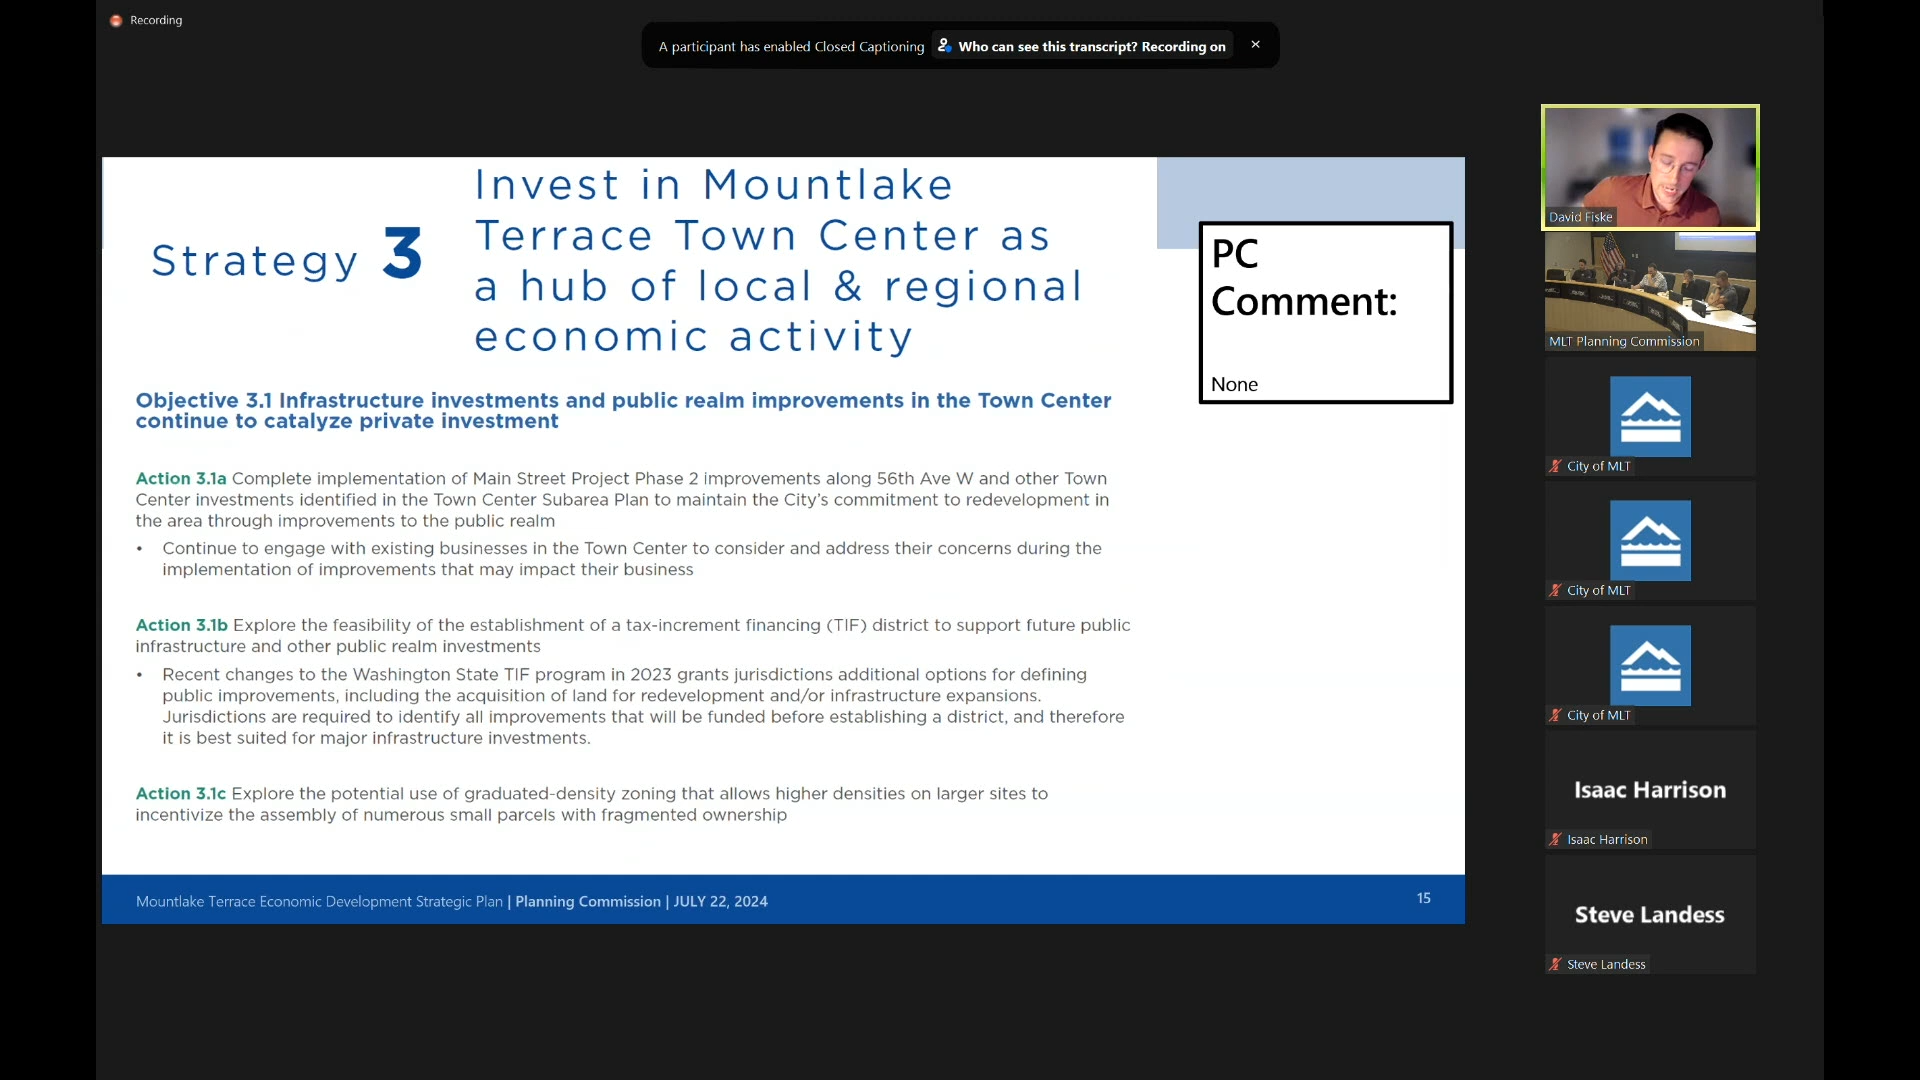 Recording
A participant has enabled Closed Captioning
Who can see this transcript? Recording on
Strategy 3
Invest in Mountlake
Terrace Town Center as
a hub of local & regional
economic activity
PC
Comment:
None
Objective 3.1 Infrastructure investments and public realm improvements in the Town Center
continue to catalyze private investment
Action 3.1a Complete implementation of Main Street Project Phase 2 improvements along 56th Ave W and other Town
Center investments identified in the Town Center Subarea Plan to maintain the City's commitment to redevelopment in
the area through improvements to the public realm
• Continue to engage with existing businesses in the Town Center to consider and address their concerns during the
implementation of improvements that may impact their business
Action 3.1b Explore the feasibility of the establishment of a tax-increment financing (TIF) district to support future public
infrastructure and other public realm investments
• Recent changes to the Washington State TIF program in 2023 grants jurisdictions additional options for defining
public improvements, including the acquisition of land for redevelopment and/or infrastructure expansions.
Jurisdictions are required to identify all improvements that will be funded before establishing a district, and therefore
it is best suited for major infrastructure investments.
Action 3.1c Explore the potential use of graduated-density zoning that allows higher densities on larger sites to
incentivize the assembly of numerous small parcels with fragmented ownership
Mountlake Terrace Economic Development Strategic Plan | Planning Commission | JULY 22, 2024
15
David Fiske
MLT Planning Commission
City of MLT
City of MLT
City of MLT
Isaac Harrison
Isaac Harrison
Steve Landess
Steve Landess